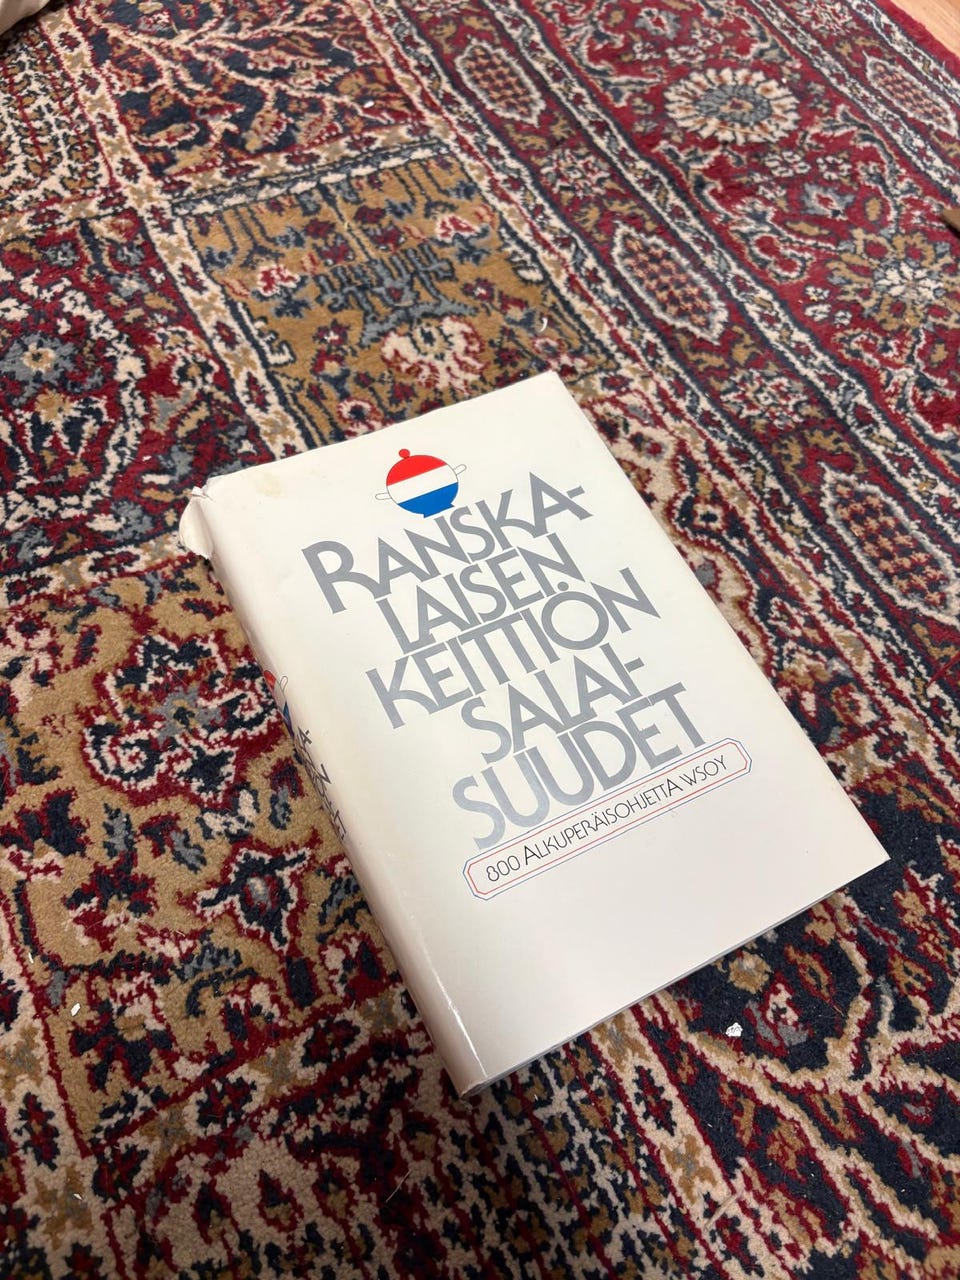 RANSKA-
LAISEN
KEITTIÖN
SALAI-
SUUDET
800 ALKUPERÄISOHJETTA WSOY